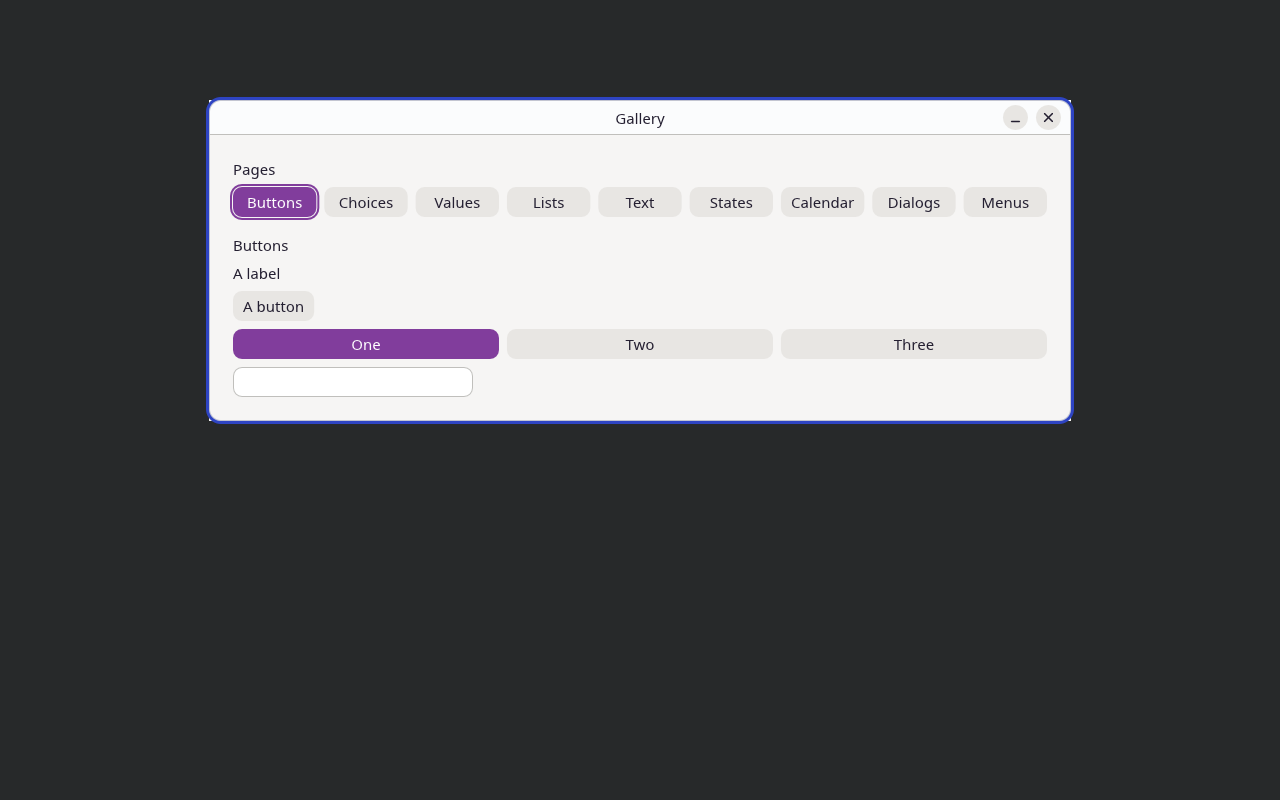 Gallery
Pages
Buttons Choices Values Lists Text States Calendar Dialogs Menus
Buttons
A label
A button
One Two Three